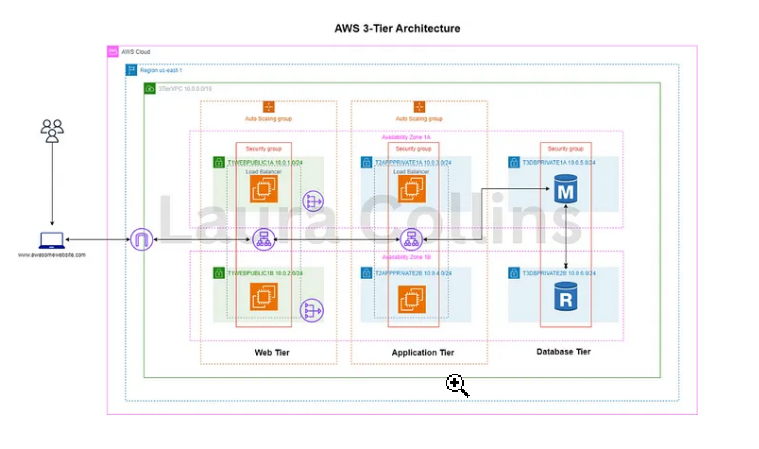 AWS 3-Tier Architecture
AWS Cloud
Region us-east-1
3TierVPC 10.0.0.0/16
Auto Scaling group
Auto Scaling group
Availability Zone 1A
Security group
Security group
Security group
T1WEBPUBLIC1A 10.0.1.0/24
T2APPPRIVATE1A 10.0.3.0/24
T3DBPRIVATE1A 10.0.5.0/24
Load Balancer
Load Balancer
M
Laura Collins
www.awesomewebsite.com
Availability Zone 1B
T1WEBPUBLIC1B 10.0.2.0/24
T2APPPRIVATE2B 10.0.4.0/24
T3DBPRIVATE2B 10.0.6.0/24
R
Web Tier
Application Tier
Database Tier